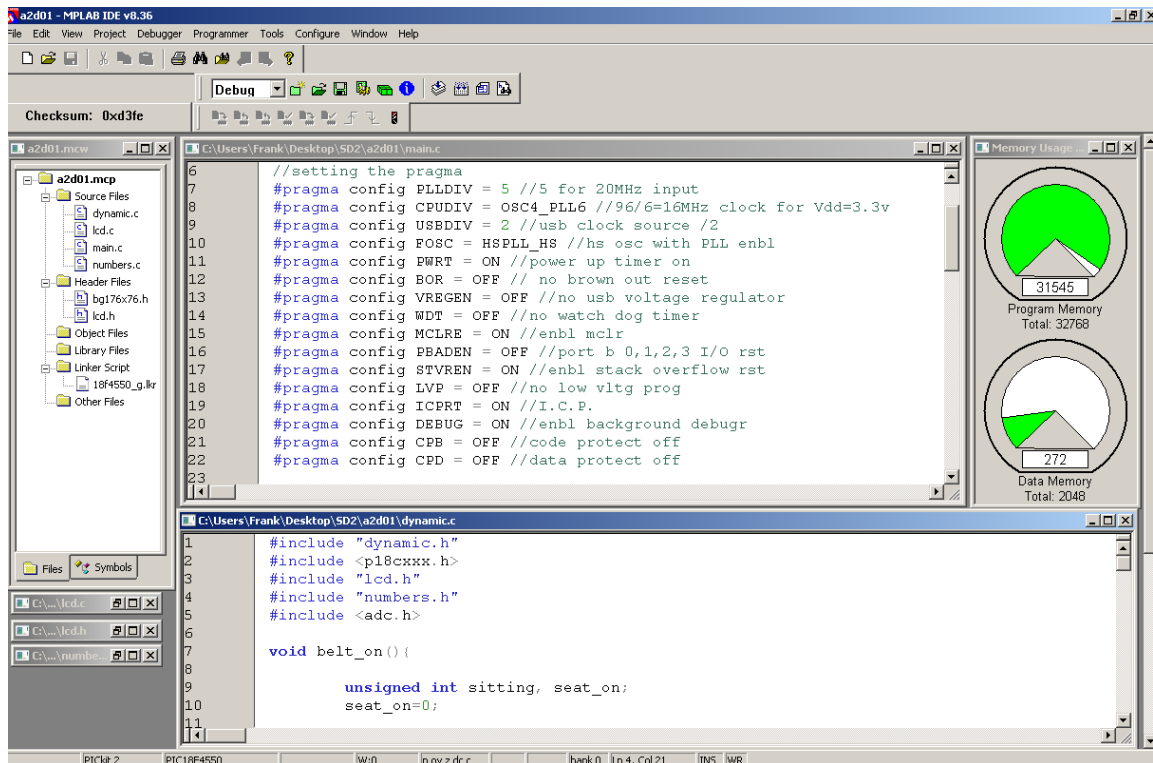 a2d01 - MPLAB IDE v8.36
File Edit View Project Debugger Programmer Tools Configure Window Help
Debug
Checksum: 0xd3fe
a2d01.mcw
a2d01.mcp
Source Files
dynamic.c
lcd.c
main.c
numbers.c
Header Files
bg176x76.h
lcd.h
Object Files
Library Files
Linker Script
18f4550_g.lkr
Other Files
Files Symbols
C:\...\lcd.c
C:\...\lcd.h
C:\...\numbe...
C:\Users\Frank\Desktop\SD2\a2d01\main.c
6 //setting the pragma
7 #pragma config PLLDIV = 5 //5 for 20MHz input
8 #pragma config CPUDIV = OSC4_PLL6 //96/6=16MHz clock for Vdd=3.3v
9 #pragma config USBDIV = 2 //usb clock source /2
10 #pragma config FOSC = HSPLL_HS //hs osc with PLL enbl
11 #pragma config PWRT = ON //power up timer on
12 #pragma config BOR = OFF // no brown out reset
13 #pragma config VREGEN = OFF //no usb voltage regulator
14 #pragma config WDT = OFF //no watch dog timer
15 #pragma config MCLRE = ON //enbl mclr
16 #pragma config PBADEN = OFF //port b 0,1,2,3 I/O rst
17 #pragma config STVREN = ON //enbl stack overflow rst
18 #pragma config LVP = OFF //no low vltg prog
19 #pragma config ICPRT = ON //I.C.P.
20 #pragma config DEBUG = ON //enbl background debugr
21 #pragma config CPB = OFF //code protect off
22 #pragma config CPD = OFF //data protect off
23
Memory Usage ...
31545
Program Memory
Total: 32768
272
Data Memory
Total: 2048
C:\Users\Frank\Desktop\SD2\a2d01\dynamic.c
1 #include "dynamic.h"
2 #include <p18cxxx.h>
3 #include "lcd.h"
4 #include "numbers.h"
5 #include <adc.h>
6
7 void belt_on(){
8
9 unsigned int sitting, seat_on;
10 seat_on=0;
11
PICkit 2 PIC18F4550 W:0 n ov z dc c bank 0 Ln 4, Col 21 INS WR